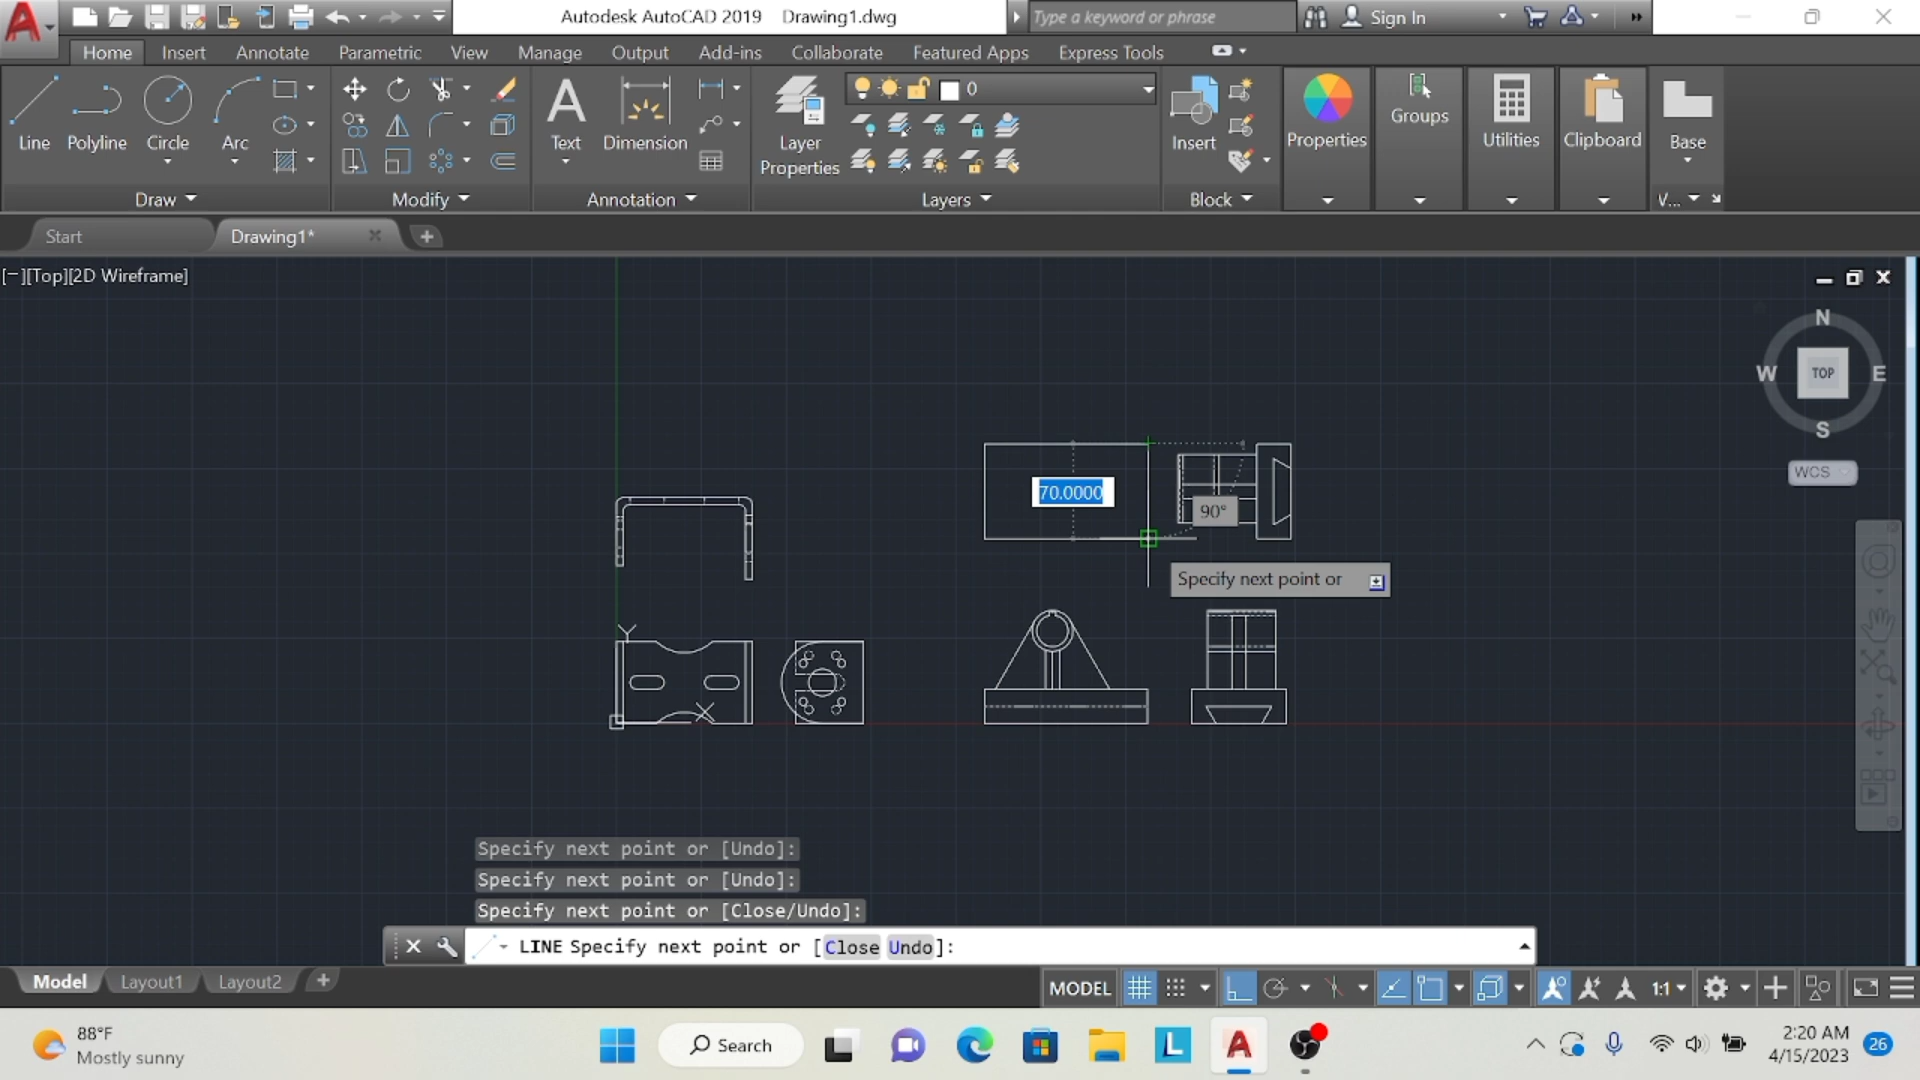 Autodesk AutoCAD 2019 Drawing1.dwg
Type a keyword or phrase
Sign In
Home Insert Annotate Parametric View Manage Output Add-ins Collaborate Featured Apps Express Tools
0
Line Polyline Circle Arc
Text Dimension
Layer Properties
Insert
Properties
Groups
Utilities
Clipboard
Base
Draw Modify Annotation Layers Block V...
Start Drawing1*
[−][Top][2D Wireframe]
N
W TOP E
S
WCS
70.0000
90°
Specify next point or
Y
X
Specify next point or [Undo]:
Specify next point or [Undo]:
Specify next point or [Close/Undo]:
LINE Specify next point or [Close Undo]:
Model Layout1 Layout2
MODEL 1:1
88°F
Mostly sunny
Search
2:20 AM
4/15/2023
26